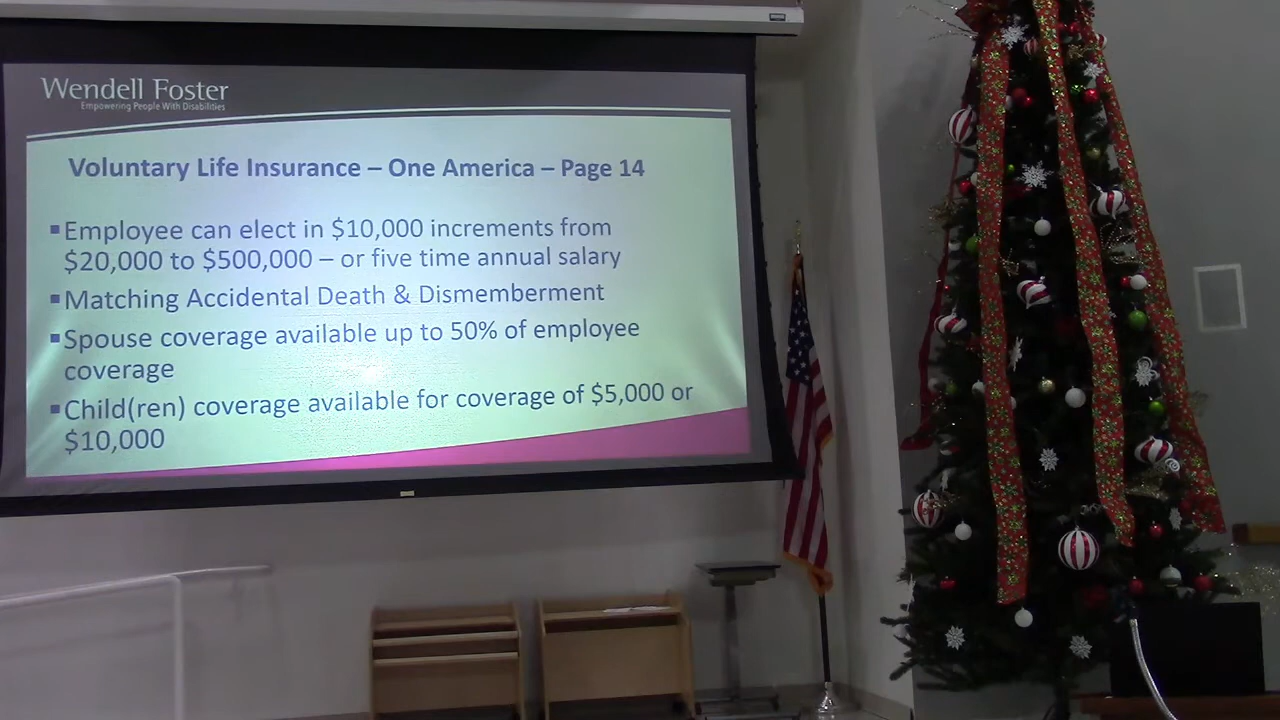 Wendell Foster
Empowering People With Disabilities
Voluntary Life Insurance – One America – Page 14
▪Employee can elect in $10,000 increments from
$20,000 to $500,000 – or five time annual salary
▪Matching Accidental Death & Dismemberment
▪Spouse coverage available up to 50% of employee
coverage
▪Child(ren) coverage available for coverage of $5,000 or
$10,000